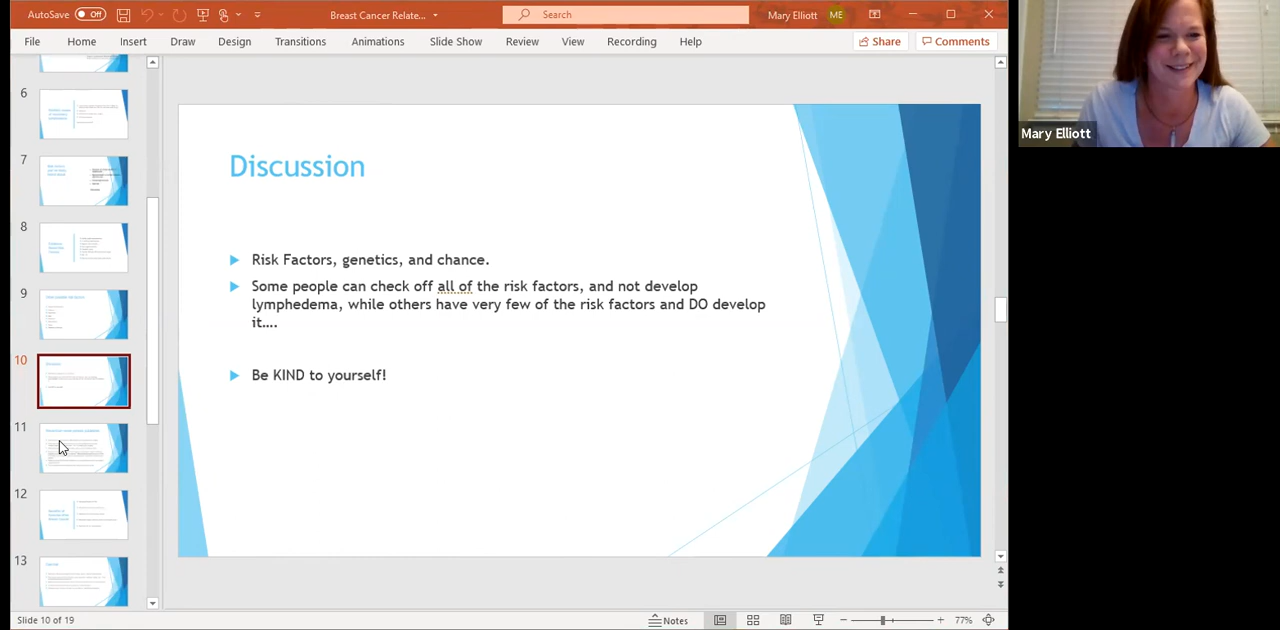 AutoSave Off Breast Cancer Relate... Search Mary Elliott ME
File Home Insert Draw Design Transitions Animations Slide Show Review View Recording Help Share Comments
Mary Elliott
6
7
8
9
10
11
12
13
Discussion
Risk Factors, genetics, and chance.
Some people can check off all of the risk factors, and not develop
lymphedema, while others have very few of the risk factors and DO develop
it....
Be KIND to yourself!
Slide 10 of 19 Notes 77%